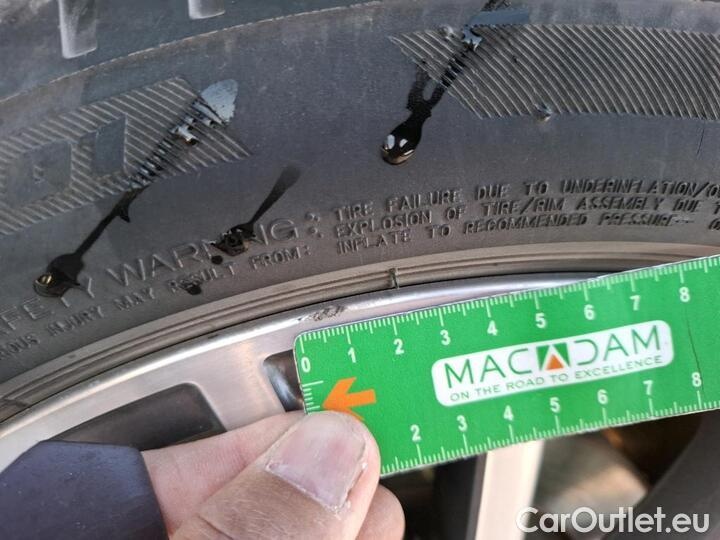 SAFETY WARNING:
RESULT FROM:
TIRE FAILURE DUE TO UNDERINFLATION/O
EXPLOSION OF TIRE/RIM ASSEMBLY DUE T
INFLATE TO RECOMMENDED PRESSURE-
OUS INJURY MAY
0 1 2 3 4 5 6 7 8
MACADAM
ON THE ROAD TO EXCELLENCE
2 3 4 5 6 7 8
CarOutlet.eu